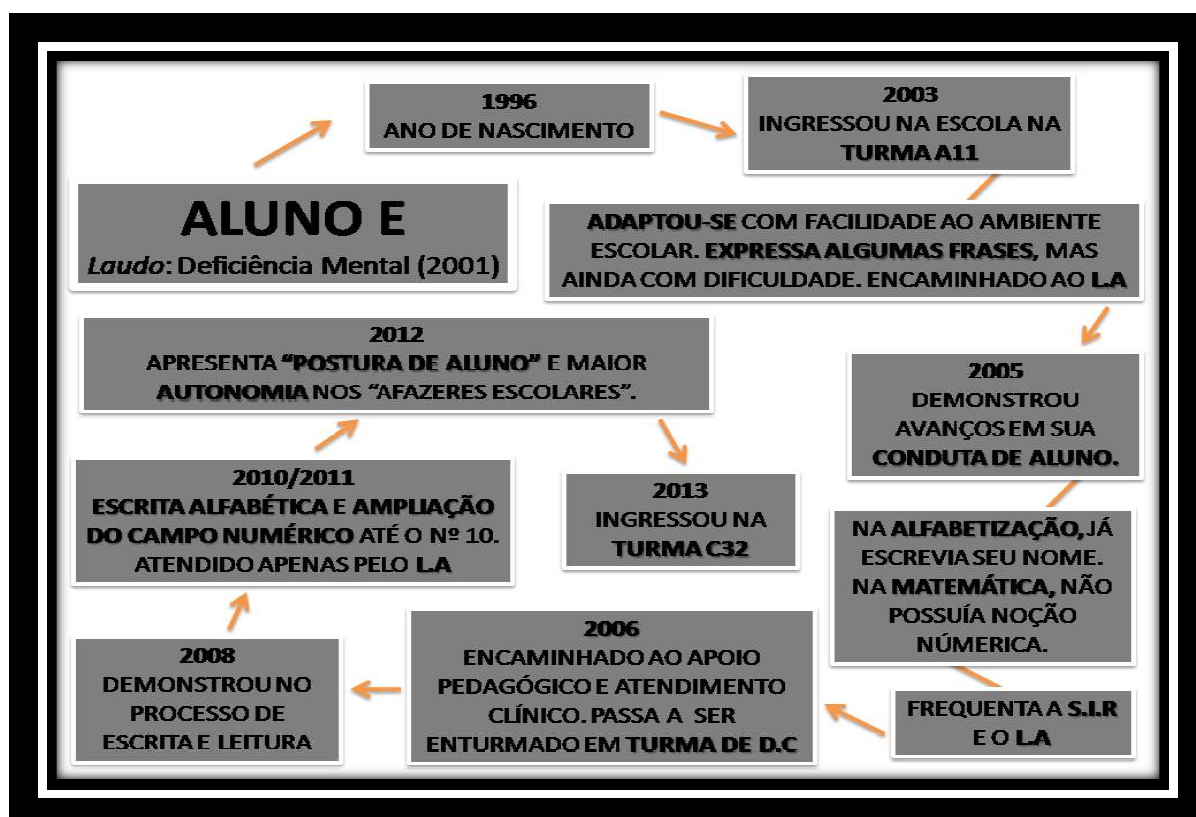 ALUNO E
Laudo: Deficiência Mental (2001)
1996
ANO DE NASCIMENTO
2003
INGRESSOU NA ESCOLA NA
TURMA A11
ADAPTOU-SE COM FACILIDADE AO AMBIENTE
ESCOLAR. EXPRESSA ALGUMAS FRASES, MAS
AINDA COM DIFICULDADE. ENCAMINHADO AO L.A
2005
DEMONSTROU
AVANÇOS EM SUA
CONDUTA DE ALUNO.
NA ALFABETIZAÇÃO, JÁ
ESCREVIA SEU NOME.
NA MATEMÁTICA, NÃO
POSSUÍA NOÇÃO
NÚMERICA.
FREQUENTA A S.I.R
E O L.A
2006
ENCAMINHADO AO APOIO
PEDAGÓGICO E ATENDIMENTO
CLÍNICO. PASSA A SER
ENTURMADO EM TURMA DE D.C
2008
DEMONSTROU NO
PROCESSO DE
ESCRITA E LEITURA
2010/2011
ESCRITA ALFABÉTICA E AMPLIAÇÃO
DO CAMPO NUMÉRICO ATÉ O Nº 10.
ATENDIDO APENAS PELO L.A
2012
APRESENTA “POSTURA DE ALUNO” E MAIOR
AUTONOMIA NOS “AFAZERES ESCOLARES”.
2013
INGRESSOU NA
TURMA C32